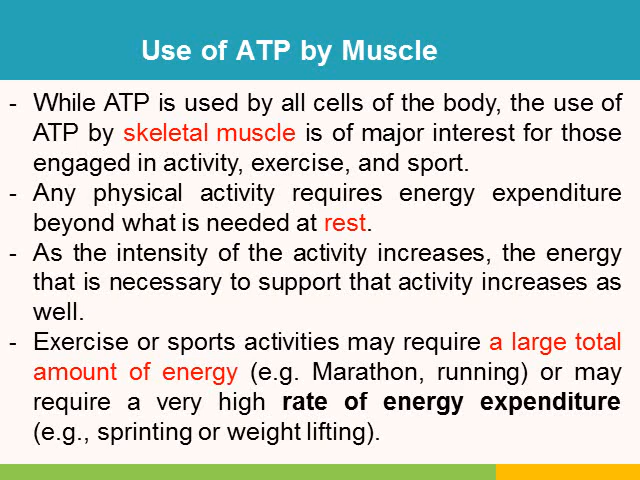 Use of ATP by Muscle
- While ATP is used by all cells of the body, the use of
ATP by skeletal muscle is of major interest for those
engaged in activity, exercise, and sport.
- Any physical activity requires energy expenditure
beyond what is needed at rest.
- As the intensity of the activity increases, the energy
that is necessary to support that activity increases as
well.
- Exercise or sports activities may require a large total
amount of energy (e.g. Marathon, running) or may
require a very high rate of energy expenditure
(e.g., sprinting or weight lifting).